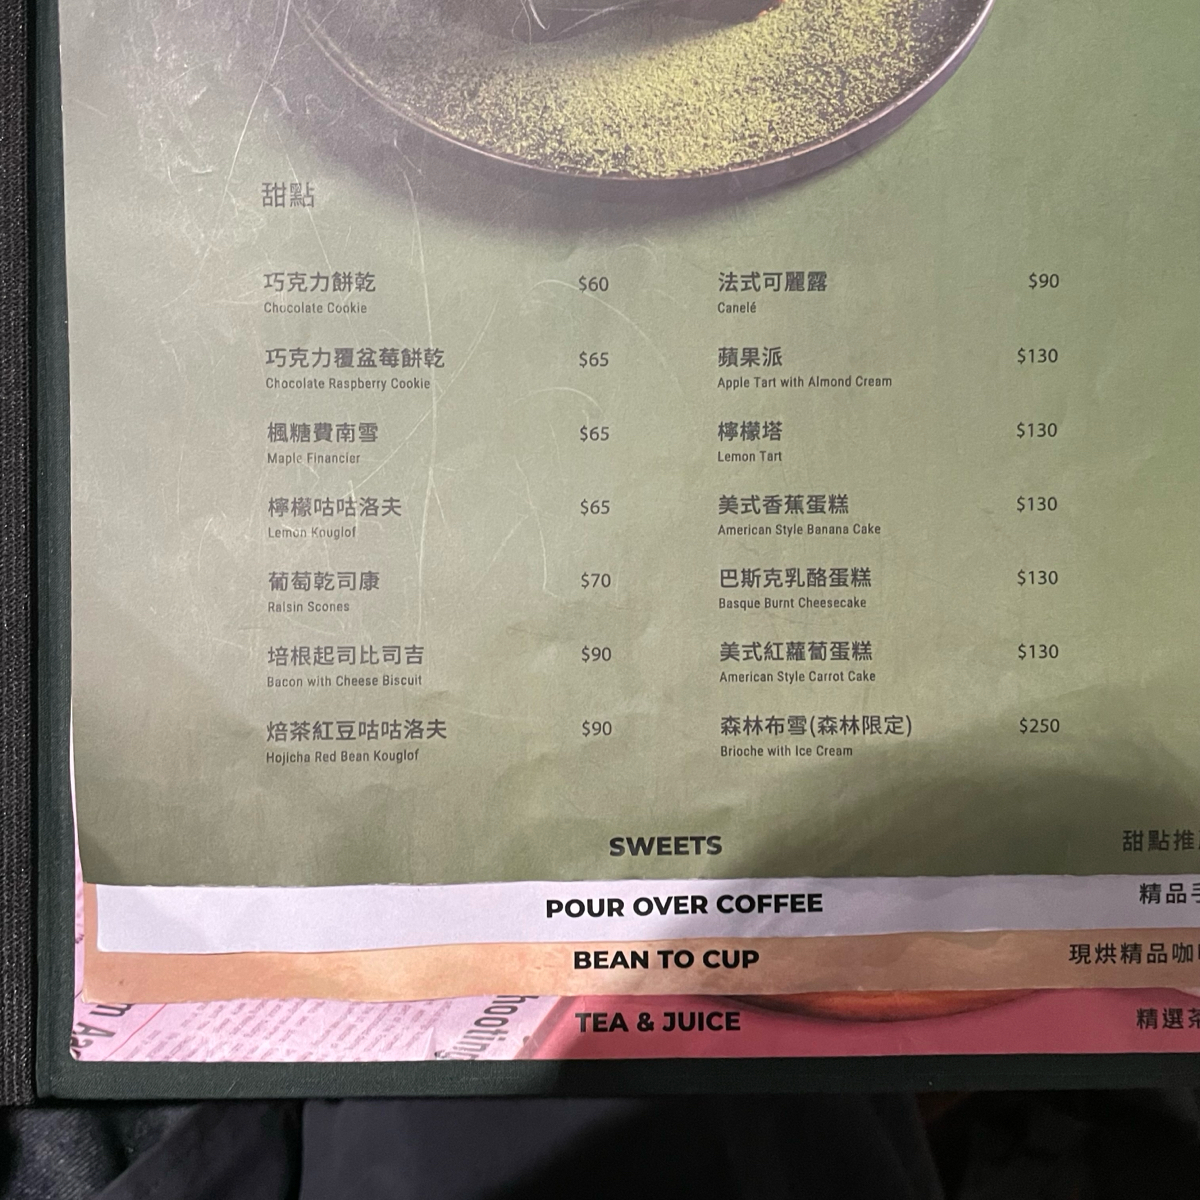 甜點
巧克力餅乾 $60
Chocolate Cookie
巧克力覆盆莓餅乾 $65
Chocolate Raspberry Cookie
楓糖費南雪 $65
Maple Financier
檸檬咕咕洛夫 $65
Lemon Kouglof
葡萄乾司康 $70
Raisin Scones
培根起司比司吉 $90
Bacon with Cheese Biscuit
焙茶紅豆咕咕洛夫 $90
Hojicha Red Bean Kouglof
法式可麗露 $90
Canelé
蘋果派 $130
Apple Tart with Almond Cream
檸檬塔 $130
Lemon Tart
美式香蕉蛋糕 $130
American Style Banana Cake
巴斯克乳酪蛋糕 $130
Basque Burnt Cheesecake
美式紅蘿蔔蛋糕 $130
American Style Carrot Cake
森林布雪(森林限定) $250
Brioche with Ice Cream
SWEETS 甜點推
POUR OVER COFFEE 精品手
BEAN TO CUP 現烘精品咖
TEA & JUICE 精選茶
hooting